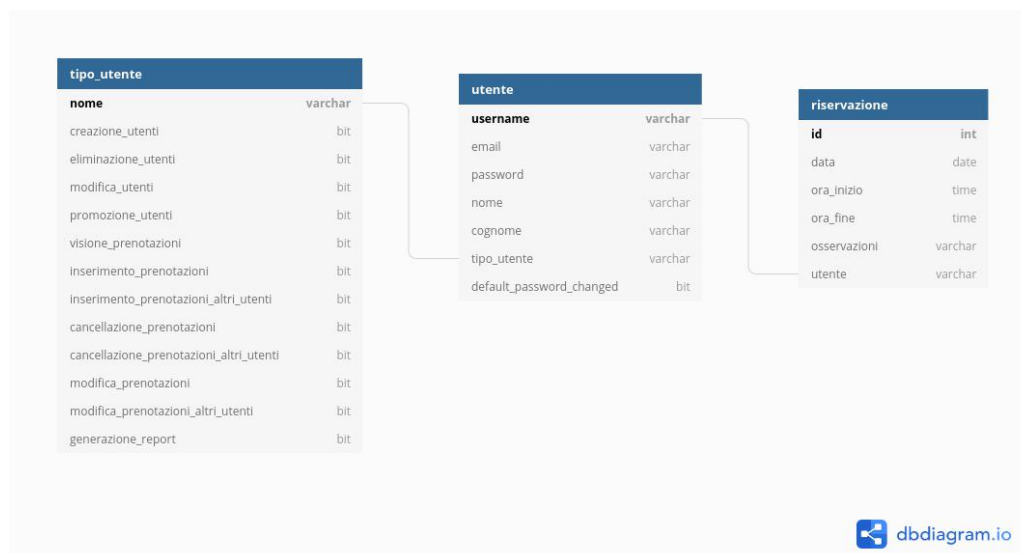 tipo_utente
nome varchar
creazione_utenti bit
eliminazione_utenti bit
modifica_utenti bit
promozione_utenti bit
visione_prenotazioni bit
inserimento_prenotazioni bit
inserimento_prenotazioni_altri_utenti bit
cancellazione_prenotazioni bit
cancellazione_prenotazioni_altri_utenti bit
modifica_prenotazioni bit
modifica_prenotazioni_altri_utenti bit
generazione_report bit
utente
username varchar
email varchar
password varchar
nome varchar
cognome varchar
tipo_utente varchar
default_password_changed bit
riservazione
id int
data date
ora_inizio time
ora_fine time
osservazioni varchar
utente varchar
dbdiagram.io